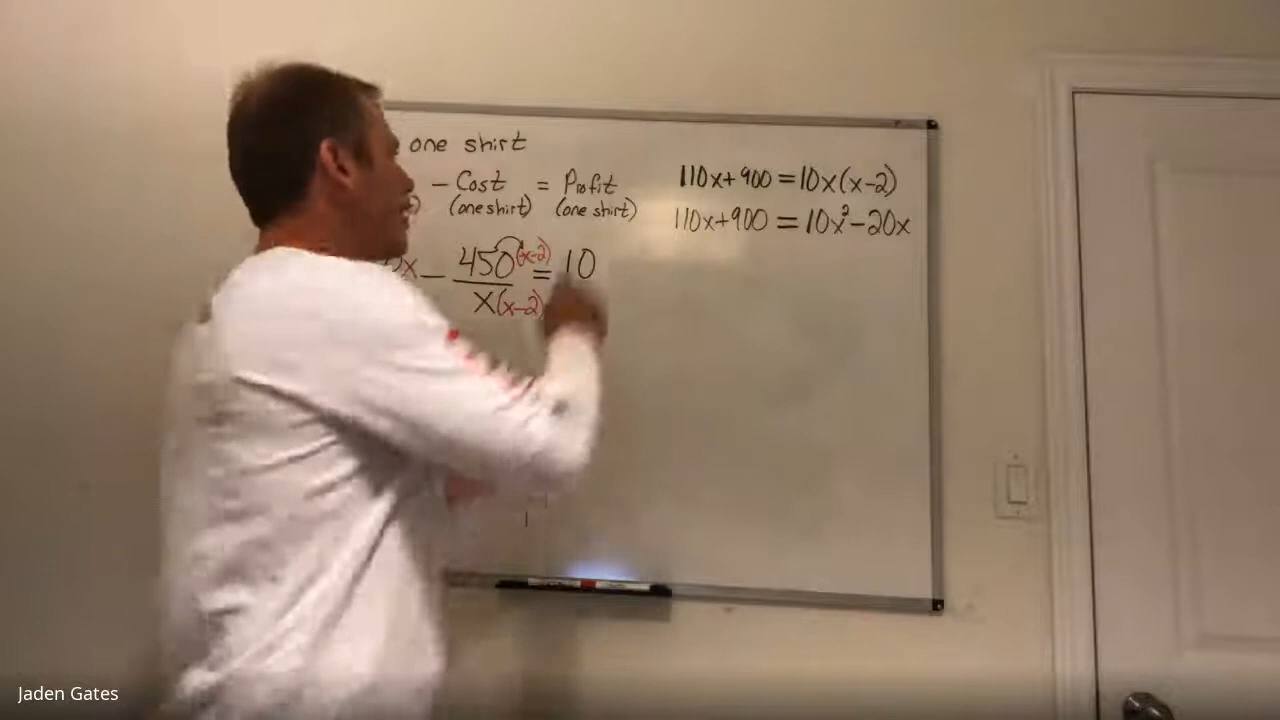 one shirt
- Cost = Profit
(one shirt) (one shirt)
x - 450(x-2) = 10
x(x-2)
110x+900 = 10x(x-2)
110x+900 = 10x²-20x
Jaden Gates